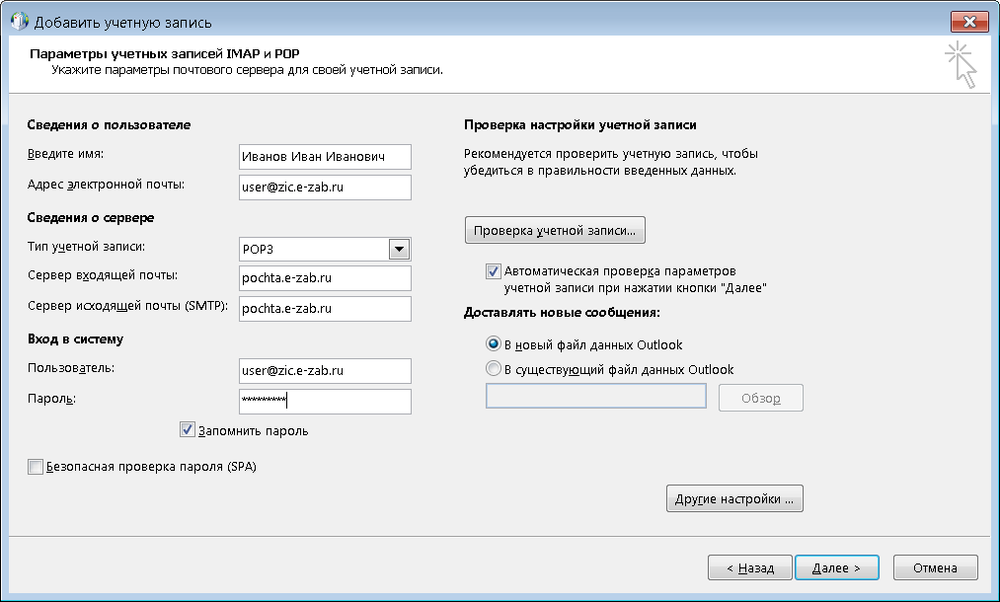 Добавить учетную запись
Параметры учетных записей IMAP и POP
Укажите параметры почтового сервера для своей учетной записи.
Сведения о пользователе
Введите имя:
Иванов Иван Иванович
Адрес электронной почты:
user@zic.e-zab.ru
Сведения о сервере
Тип учетной записи:
POP3
Сервер входящей почты:
pochta.e-zab.ru
Сервер исходящей почты (SMTP):
pochta.e-zab.ru
Вход в систему
Пользователь:
user@zic.e-zab.ru
Пароль:
*********
Запомнить пароль
Безопасная проверка пароля (SPA)
Проверка настройки учетной записи
Рекомендуется проверить учетную запись, чтобы
убедиться в правильности введенных данных.
Проверка учетной записи...
Автоматическая проверка параметров
учетной записи при нажатии кнопки "Далее"
Доставлять новые сообщения:
В новый файл данных Outlook
В существующий файл данных Outlook
Обзор
Другие настройки ...
< Назад
Далее >
Отмена